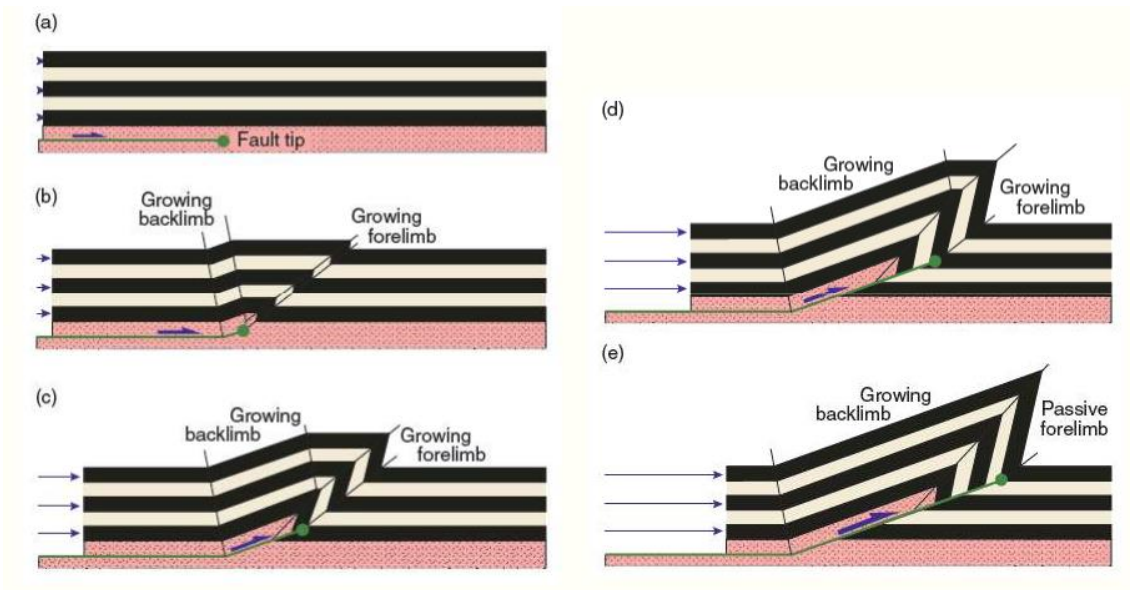 (a)
Fault tip
(b)
Growing
backlimb
Growing
forelimb
(c)
Growing
backlimb
Growing
forelimb
(d)
Growing
backlimb
Growing
forelimb
(e)
Growing
backlimb
Passive
forelimb